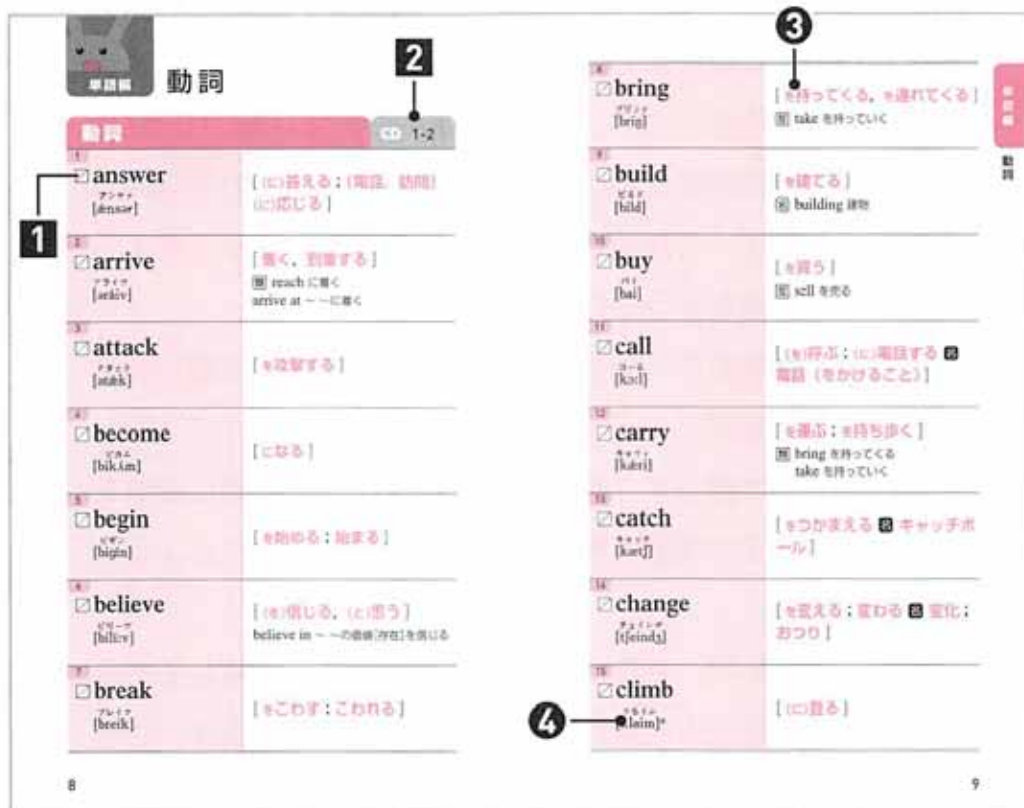 単語編
動詞
2
動詞
CD 1-2
1
1
answer
アンサァ
[ǽnsər]
[(に)答える；(電話、訪問)
(に)応じる]
2
arrive
アライヴ
[əráiv]
[着く、到着する]
類 reach に着く
arrive at ~ ~に着く
3
attack
アタック
[ətǽk]
[を攻撃する]
4
become
ビカム
[bikʌ́m]
[になる]
5
begin
ビギン
[bigín]
[を始める；始まる]
6
believe
ビリーヴ
[bilíːv]
[(を)信じる、(と)思う]
believe in ~ ~の価値[存在]を信じる
7
break
ブレイク
[breik]
[をこわす；こわれる]
8
3
8
bring
ブリング
[briŋ]
[を持ってくる、を連れてくる]
take を持っていく
9
build
ビルド
[bild]
[を建てる]
名 building 建物
10
buy
バイ
[bai]
[を買う]
sell を売る
11
call
コール
[kɔːl]
[(を)呼ぶ；(に)電話する 名
電話（をかけること）]
12
carry
キャリィ
[kǽri]
[を運ぶ；を持ち歩く]
類 bring を持ってくる
take を持っていく
13
catch
キャッチ
[kætʃ]
[をつかまえる 名 キャッチボ
ール]
14
change
チェインヂ
[tʃeindʒ]
[を変える；変わる 名 変化；
おつり]
15
climb
クライム
[klaim]*
[(に)登る]
4
9
単語編
動詞